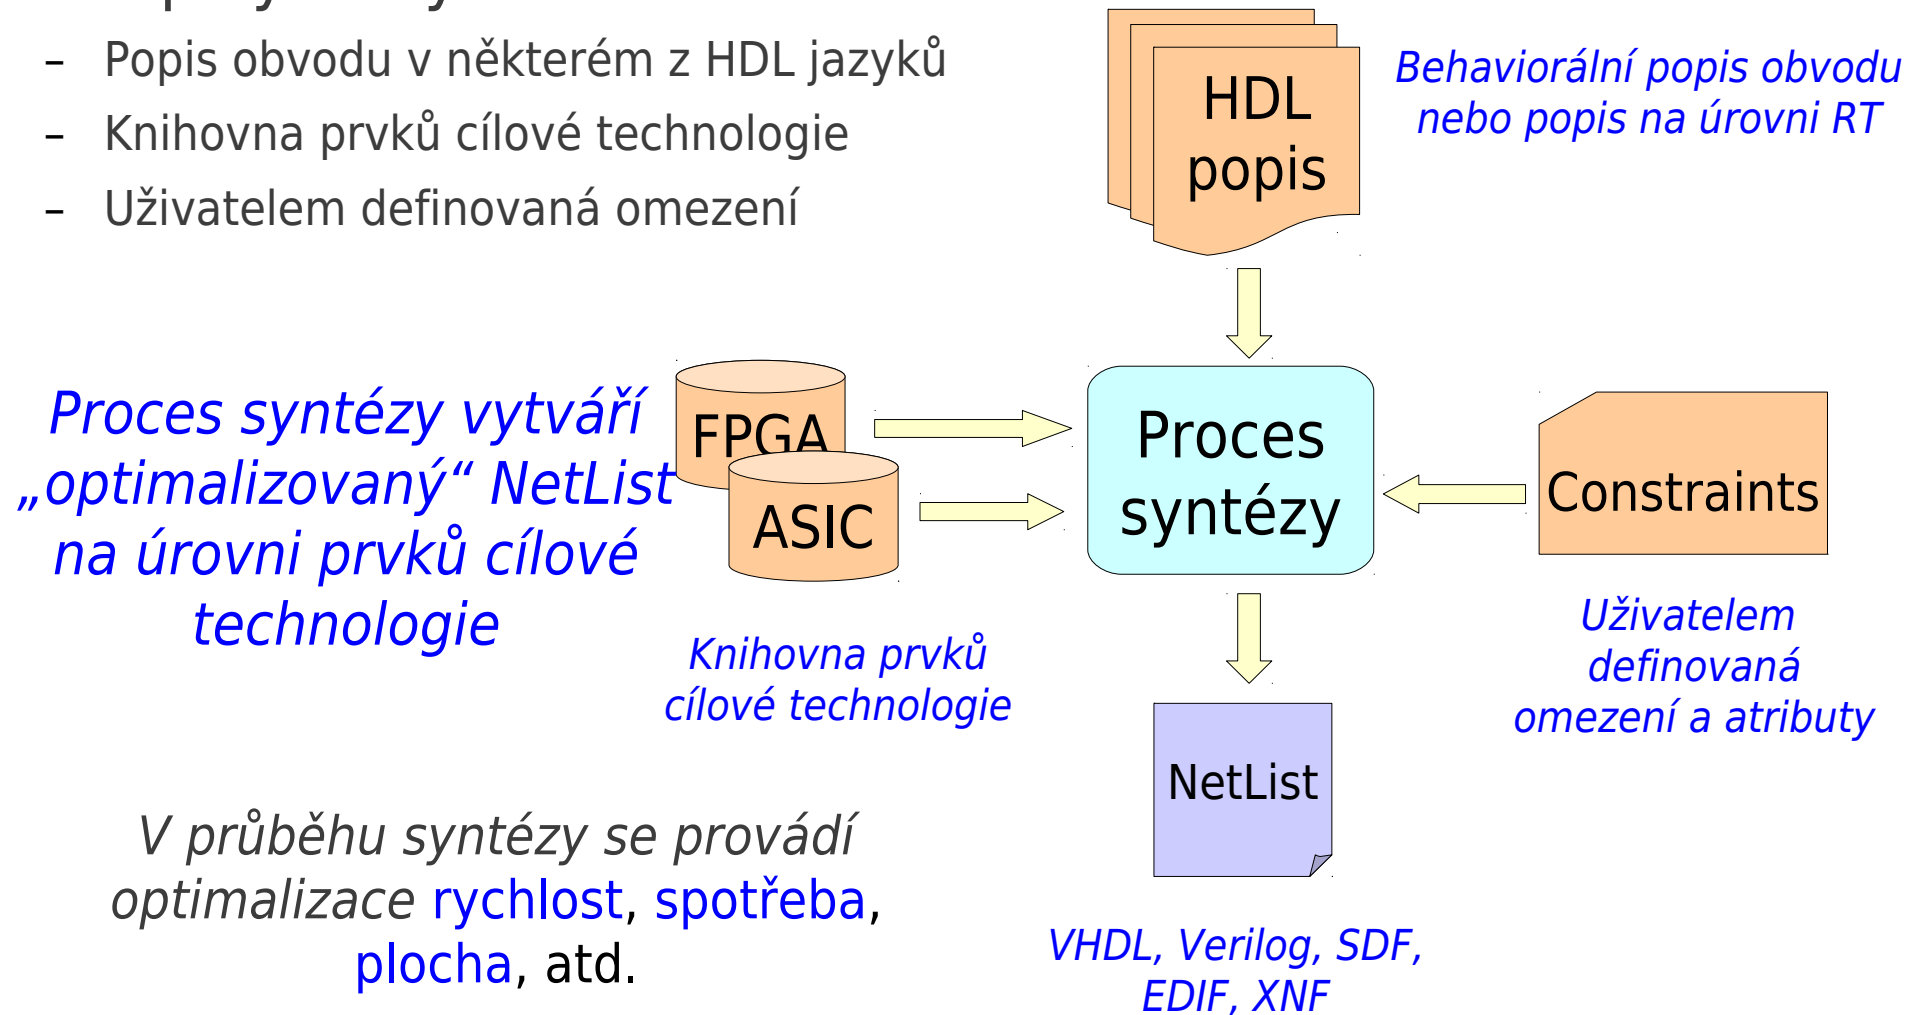 – Popis obvodu v některém z HDL jazyků
– Knihovna prvků cílové technologie
– Uživatelem definovaná omezení
HDL
popis
Behaviorální popis obvodu
nebo popis na úrovni RT
Proces syntézy vytváří
„optimalizovaný“ NetList
na úrovni prvků cílové
technologie
FPGA
ASIC
Knihovna prvků
cílové technologie
Proces
syntézy
Constraints
Uživatelem
definovaná
omezení a atributy
NetList
VHDL, Verilog, SDF,
EDIF, XNF
V průběhu syntézy se provádí
optimalizace rychlost, spotřeba,
plocha, atd.